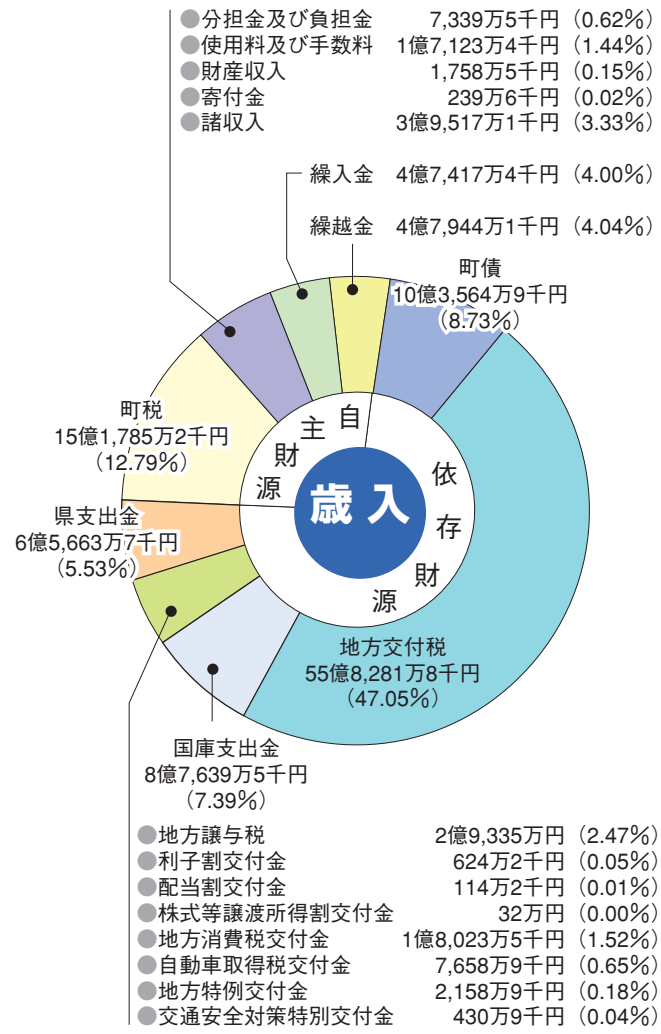 ●分担金及び負担金 7,339万5千円（0.62%）
●使用料及び手数料 1億7,123万4千円（1.44%）
●財産収入 1,758万5千円（0.15%）
●寄付金 239万6千円（0.02%）
●諸収入 3億9,517万1千円（3.33%）
繰入金 4億7,417万4千円（4.00%）
繰越金 4億7,944万1千円（4.04%）
町債
10億3,564万9千円
（8.73%）
町税
15億1,785万2千円
（12.79%）
自主財源
依存財源
歳入
県支出金
6億5,663万7千円
（5.53%）
地方交付税
55億8,281万8千円
（47.05%）
国庫支出金
8億7,639万5千円
（7.39%）
●地方譲与税 2億9,335万円（2.47%）
●利子割交付金 624万2千円（0.05%）
●配当割交付金 114万2千円（0.01%）
●株式等譲渡所得割交付金 32万円（0.00%）
●地方消費税交付金 1億8,023万5千円（1.52%）
●自動車取得税交付金 7,658万9千円（0.65%）
●地方特例交付金 2,158万9千円（0.18%）
●交通安全対策特別交付金 430万9千円（0.04%）